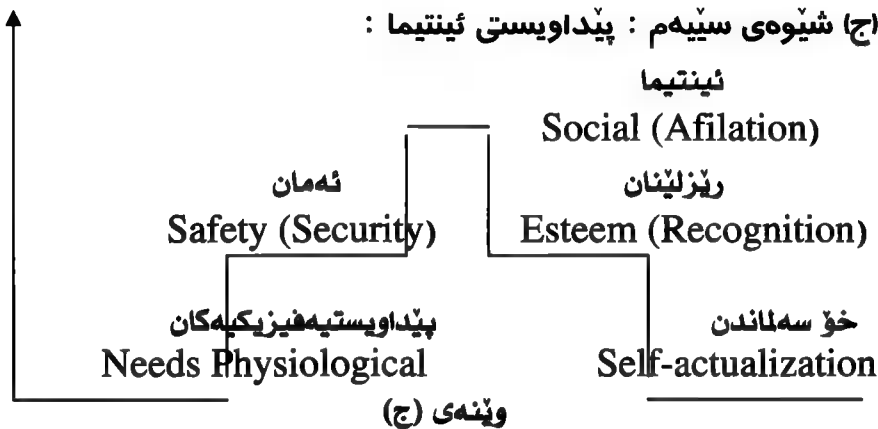 (ج) شێوەی سێیەم : پێداویستی ئینتیما :
ئینتیما
Social (Afilation)
ئەمان
Safety (Security)
رێزلێنان
Esteem (Recognition)
پێداویستیەفیزیکیەکان
Needs Physiological
خۆ سەلماندن
Self-actualization
وێنەی (ج)